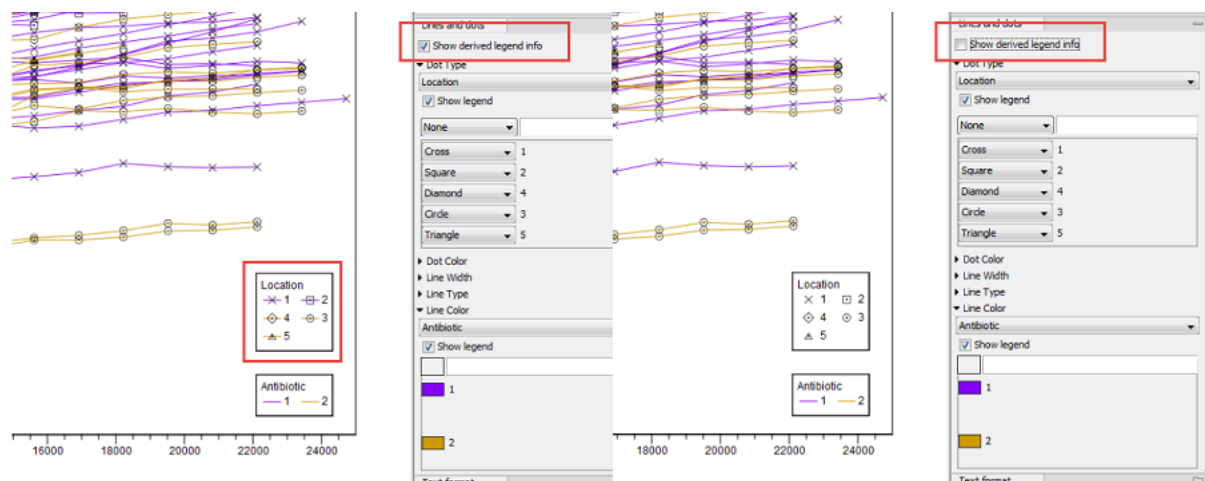 Lines and dots
Show derived legend info
Dot Type
Location
Show legend
None
Cross 1
Square 2
Diamond 4
Circle 3
Triangle 5
Dot Color
Line Width
Line Type
Line Color
Antibiotic
Show legend
1
2
Text format
Location
1 2
4 3
5
Antibiotic
1 2
16000 18000 20000 22000 24000
Lines and dots
Show derived legend info
Dot Type
Location
Show legend
None
Cross 1
Square 2
Diamond 4
Circle 3
Triangle 5
Dot Color
Line Width
Line Type
Line Color
Antibiotic
Show legend
1
2
Text format
Location
1 2
4 3
5
Antibiotic
1 2
18000 20000 22000 24000